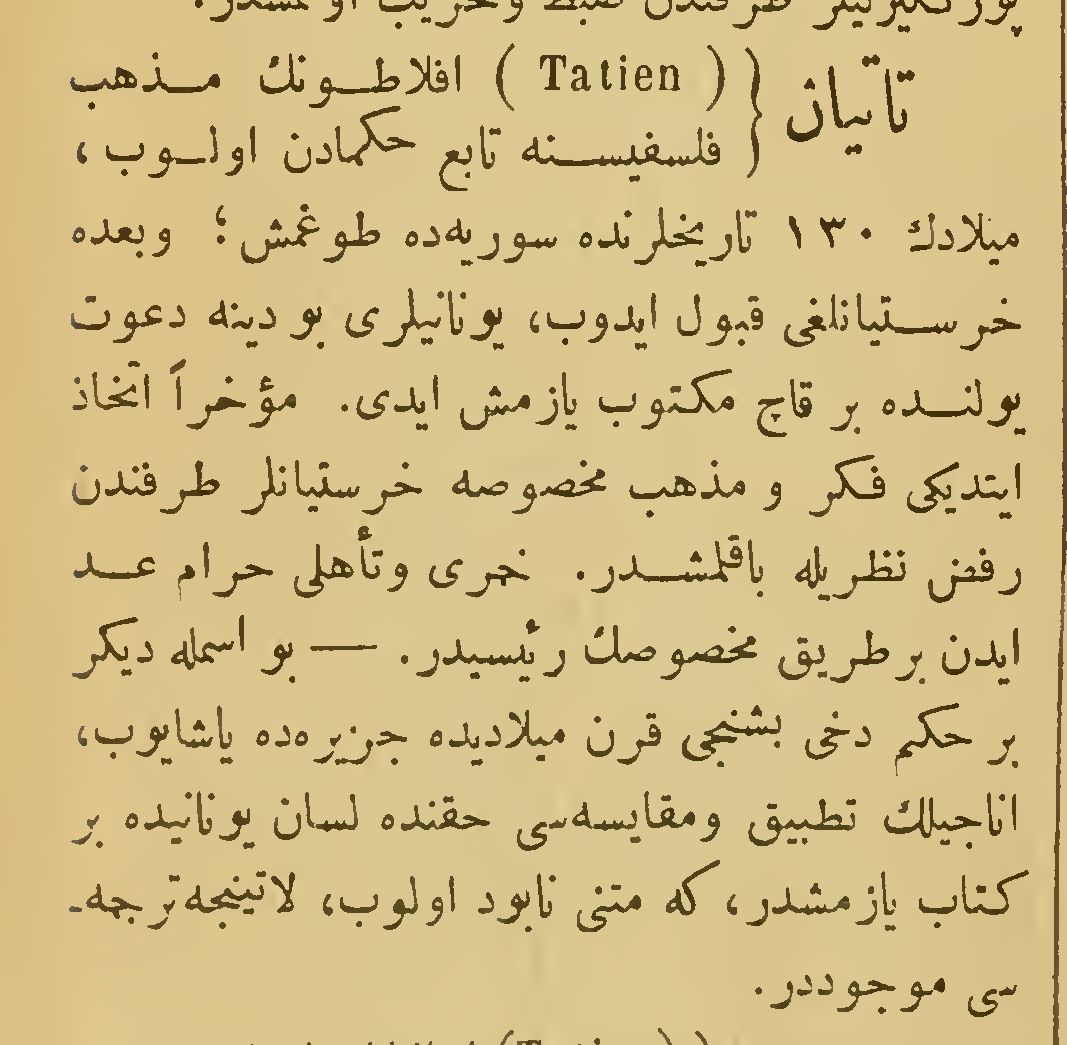 تاتیان { ( Tatien ) افلاطونك مذهب
فلسفیسنه تابع حكمادن اولوب ،
میلادك ۱۳۰ تاریخلرنده سوریه‌ده طوغمش ؛ وبعده
خرستیانلغی قبول ایدوب، یونانیلری بو دینه دعوت
یولنده بر قاچ مكتوب یازمش ایدی. مؤخراً اتخاذ
ایتدیكی فكر و مذهب مخصوصه خرستیانلر طرفندن
رفض نظریله باقلمشدر. خمری وتأهلی حرام عد
ایدن برطریق مخصوصك رئیسیدر. — بو اسمله دیكر
بر حكیم دخی بشنجی قرن میلادیده جزیره‌ده یاشایوب،
اناجیلك تطبیق ومقایسه‌سی حقنده لسان یونانیده بر
كتاب یازمشدر، كه متنی نابود اولوب، لاتینجه ترجمه‌ـ
سی موجوددر.